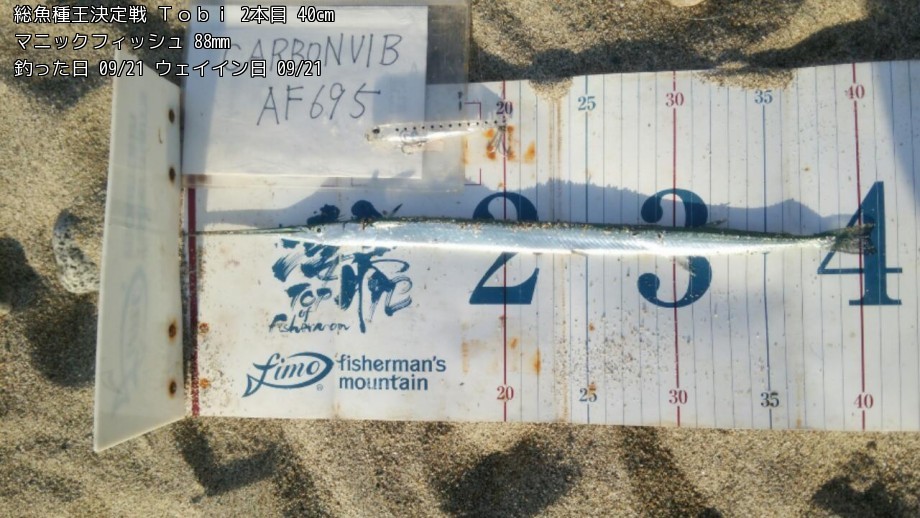 総魚種王決定戦 Ｔｏｂｉ 2本目 40㎝
マニックフィッシュ 88mm
釣った日 09/21 ウェイイン日 09/21
CARBONVIB
AF695
20 25 30 35 40
2 3 4
TOP
of
fisherman
fimo®
fisherman's
mountain
20 25 30 35 40